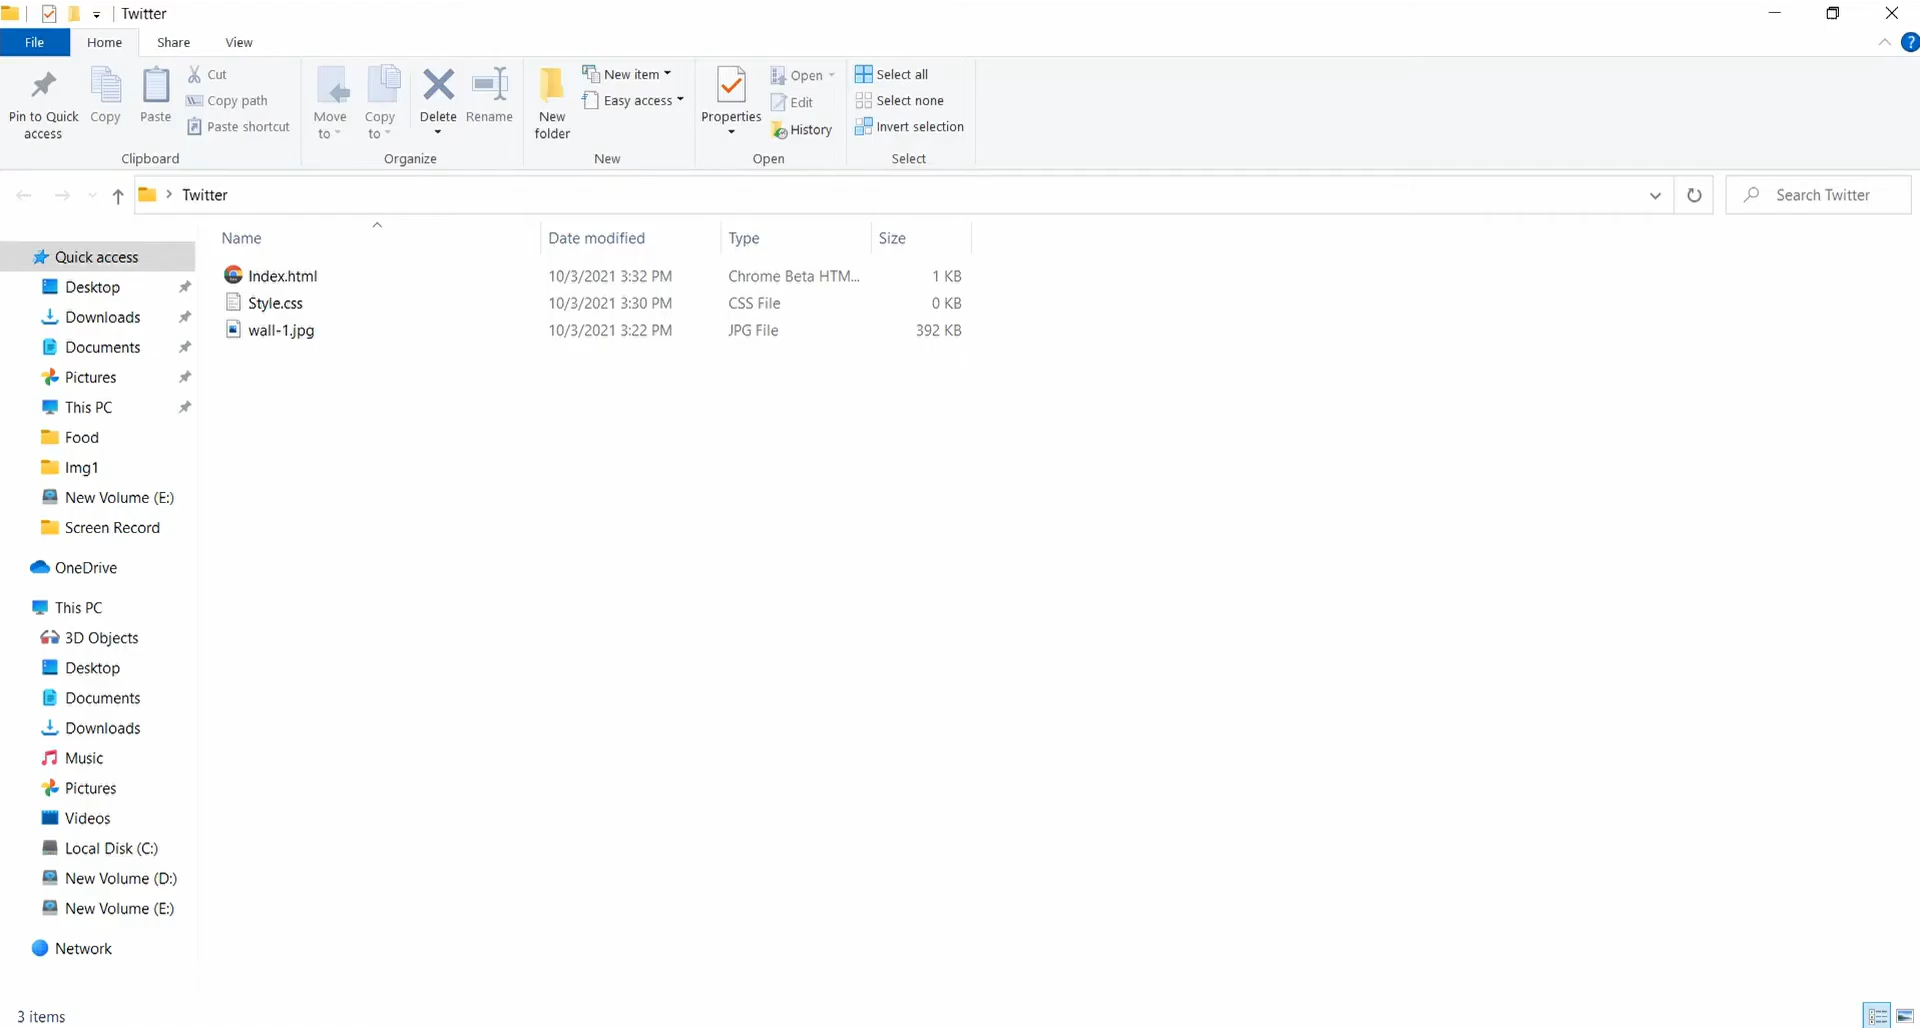 Twitter
File Home Share View
Pin to Quick access
Copy
Paste
Cut
Copy path
Paste shortcut
Clipboard
Move to
Copy to
Delete
Rename
Organize
New folder
New item
Easy access
New
Properties
Open
Edit
History
Open
Select all
Select none
Invert selection
Select
Twitter
Search Twitter
Name Date modified Type Size
Index.html 10/3/2021 3:32 PM Chrome Beta HTM... 1 KB
Style.css 10/3/2021 3:30 PM CSS File 0 KB
wall-1.jpg 10/3/2021 3:22 PM JPG File 392 KB
Quick access
Desktop
Downloads
Documents
Pictures
This PC
Food
Img1
New Volume (E:)
Screen Record
OneDrive
This PC
3D Objects
Desktop
Documents
Downloads
Music
Pictures
Videos
Local Disk (C:)
New Volume (D:)
New Volume (E:)
Network
3 items